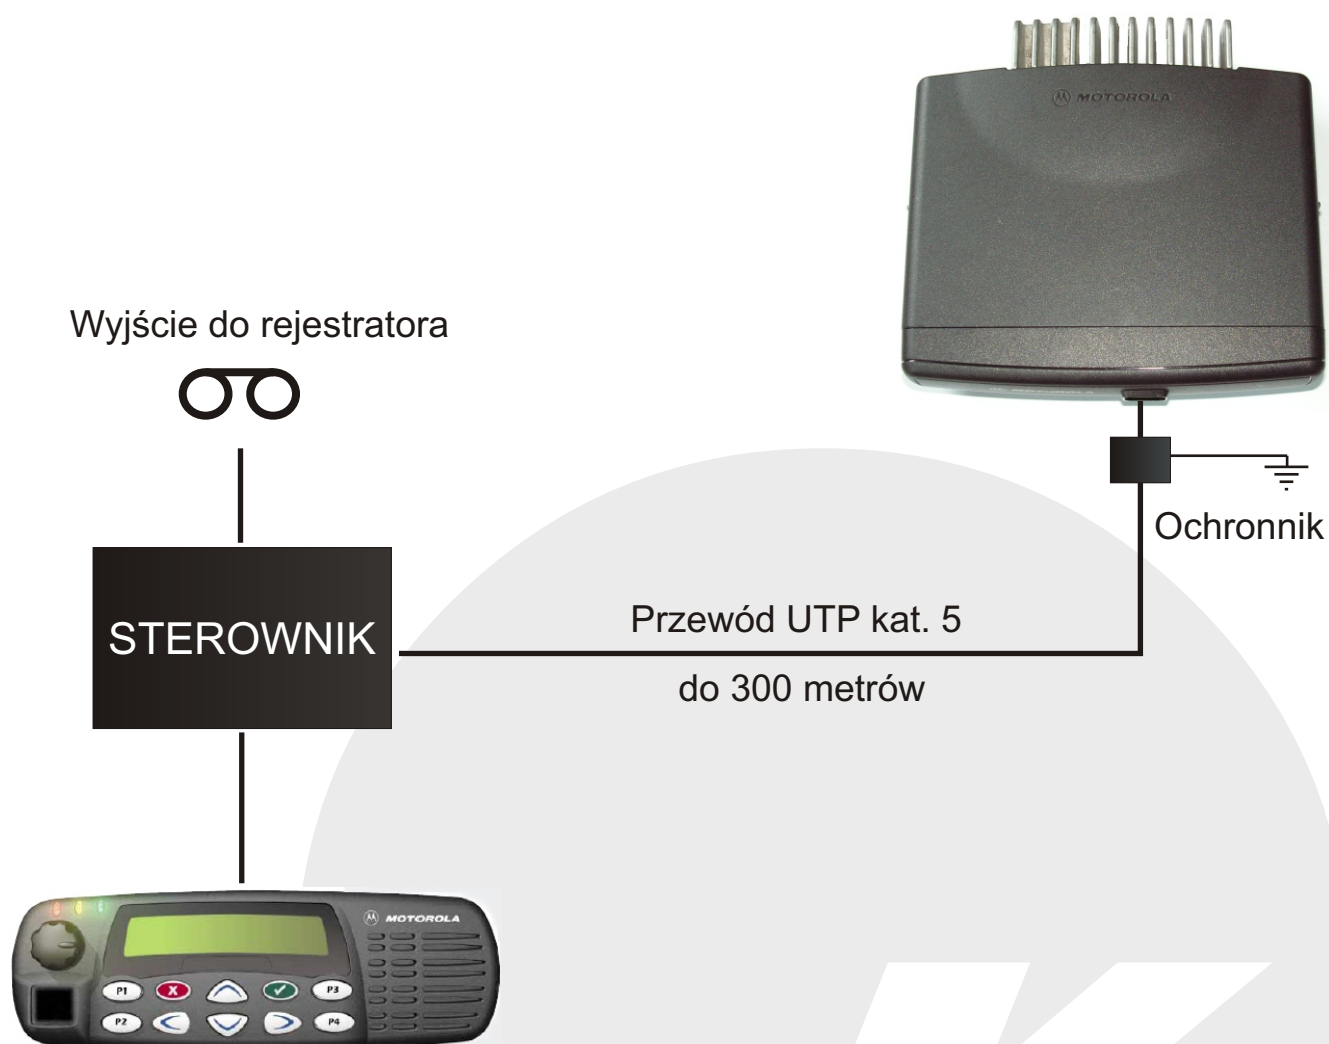 MOTOROLA
Wyjście do rejestratora
Ochronnik
STEROWNIK
Przewód UTP kat. 5
do 300 metrów
MOTOROLA
P1 X ✓ P3
P2 P4
K